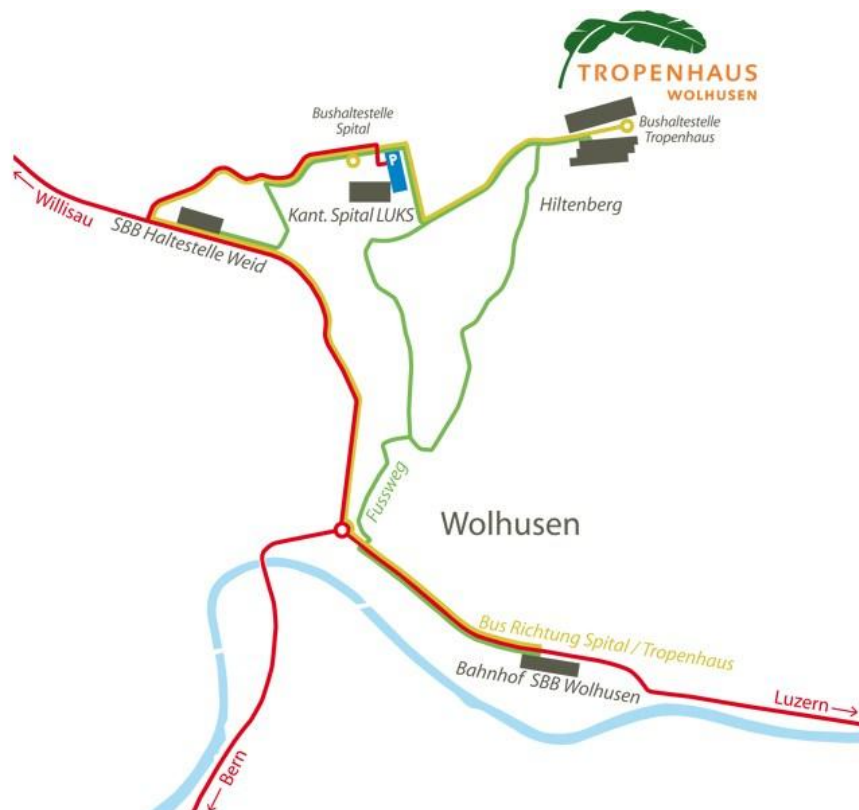 TROPENHAUS
WOLHUSEN
Bushaltestelle
Spital
Bushaltestelle
Tropenhaus
P
← Willisau
SBB Haltestelle Weid
Kant. Spital LUKS
Hiltenberg
Fussweg
Wolhusen
Bus Richtung Spital / Tropenhaus
Bahnhof SBB Wolhusen
Luzern →
← Bern